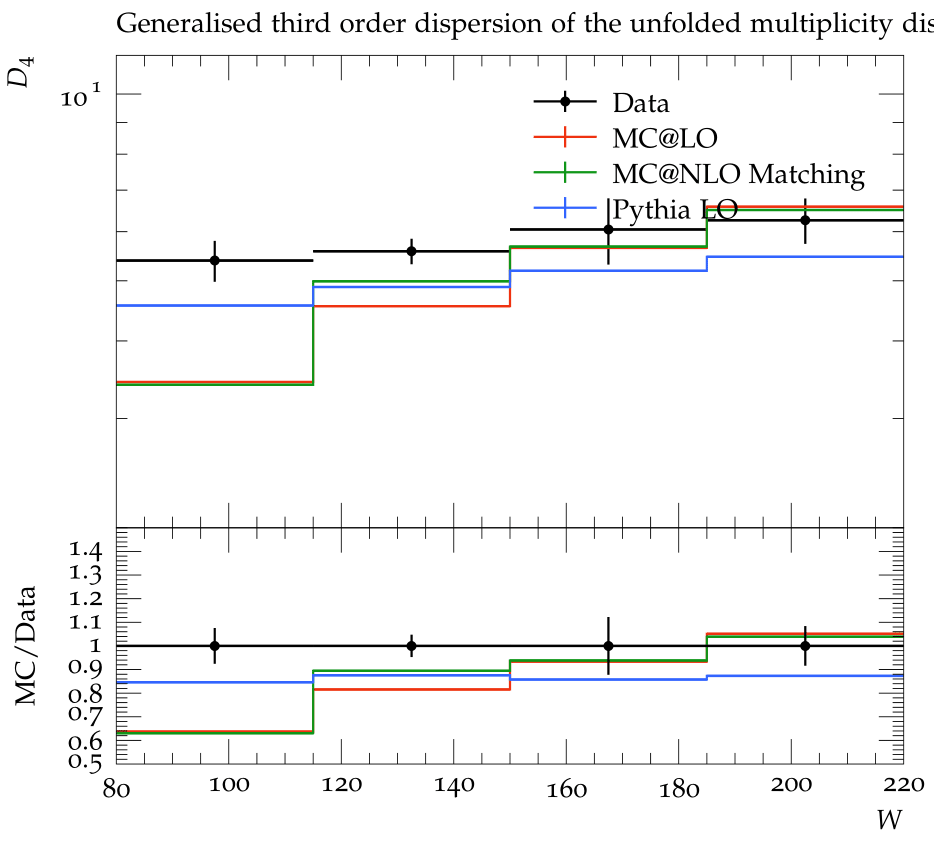 Generalised third order dispersion of the unfolded multiplicity dis
D4
10^1
Data
MC@LO
MC@NLO Matching
Pythia LO
MC/Data
1.4
1.3
1.2
1.1
1
0.9
0.8
0.7
0.6
0.5
80 100 120 140 160 180 200 220
W